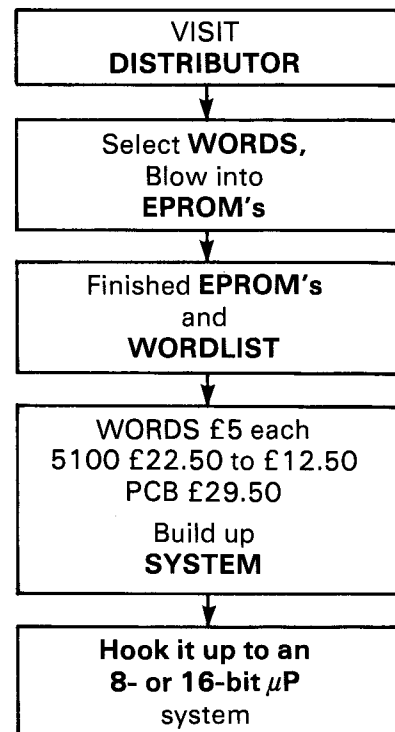 VISIT
DISTRIBUTOR
Select WORDS,
Blow into
EPROM's
Finished EPROM's
and
WORDLIST
WORDS £5 each
5100 £22.50 to £12.50
PCB £29.50
Build up
SYSTEM
Hook it up to an
8- or 16-bit μP
system